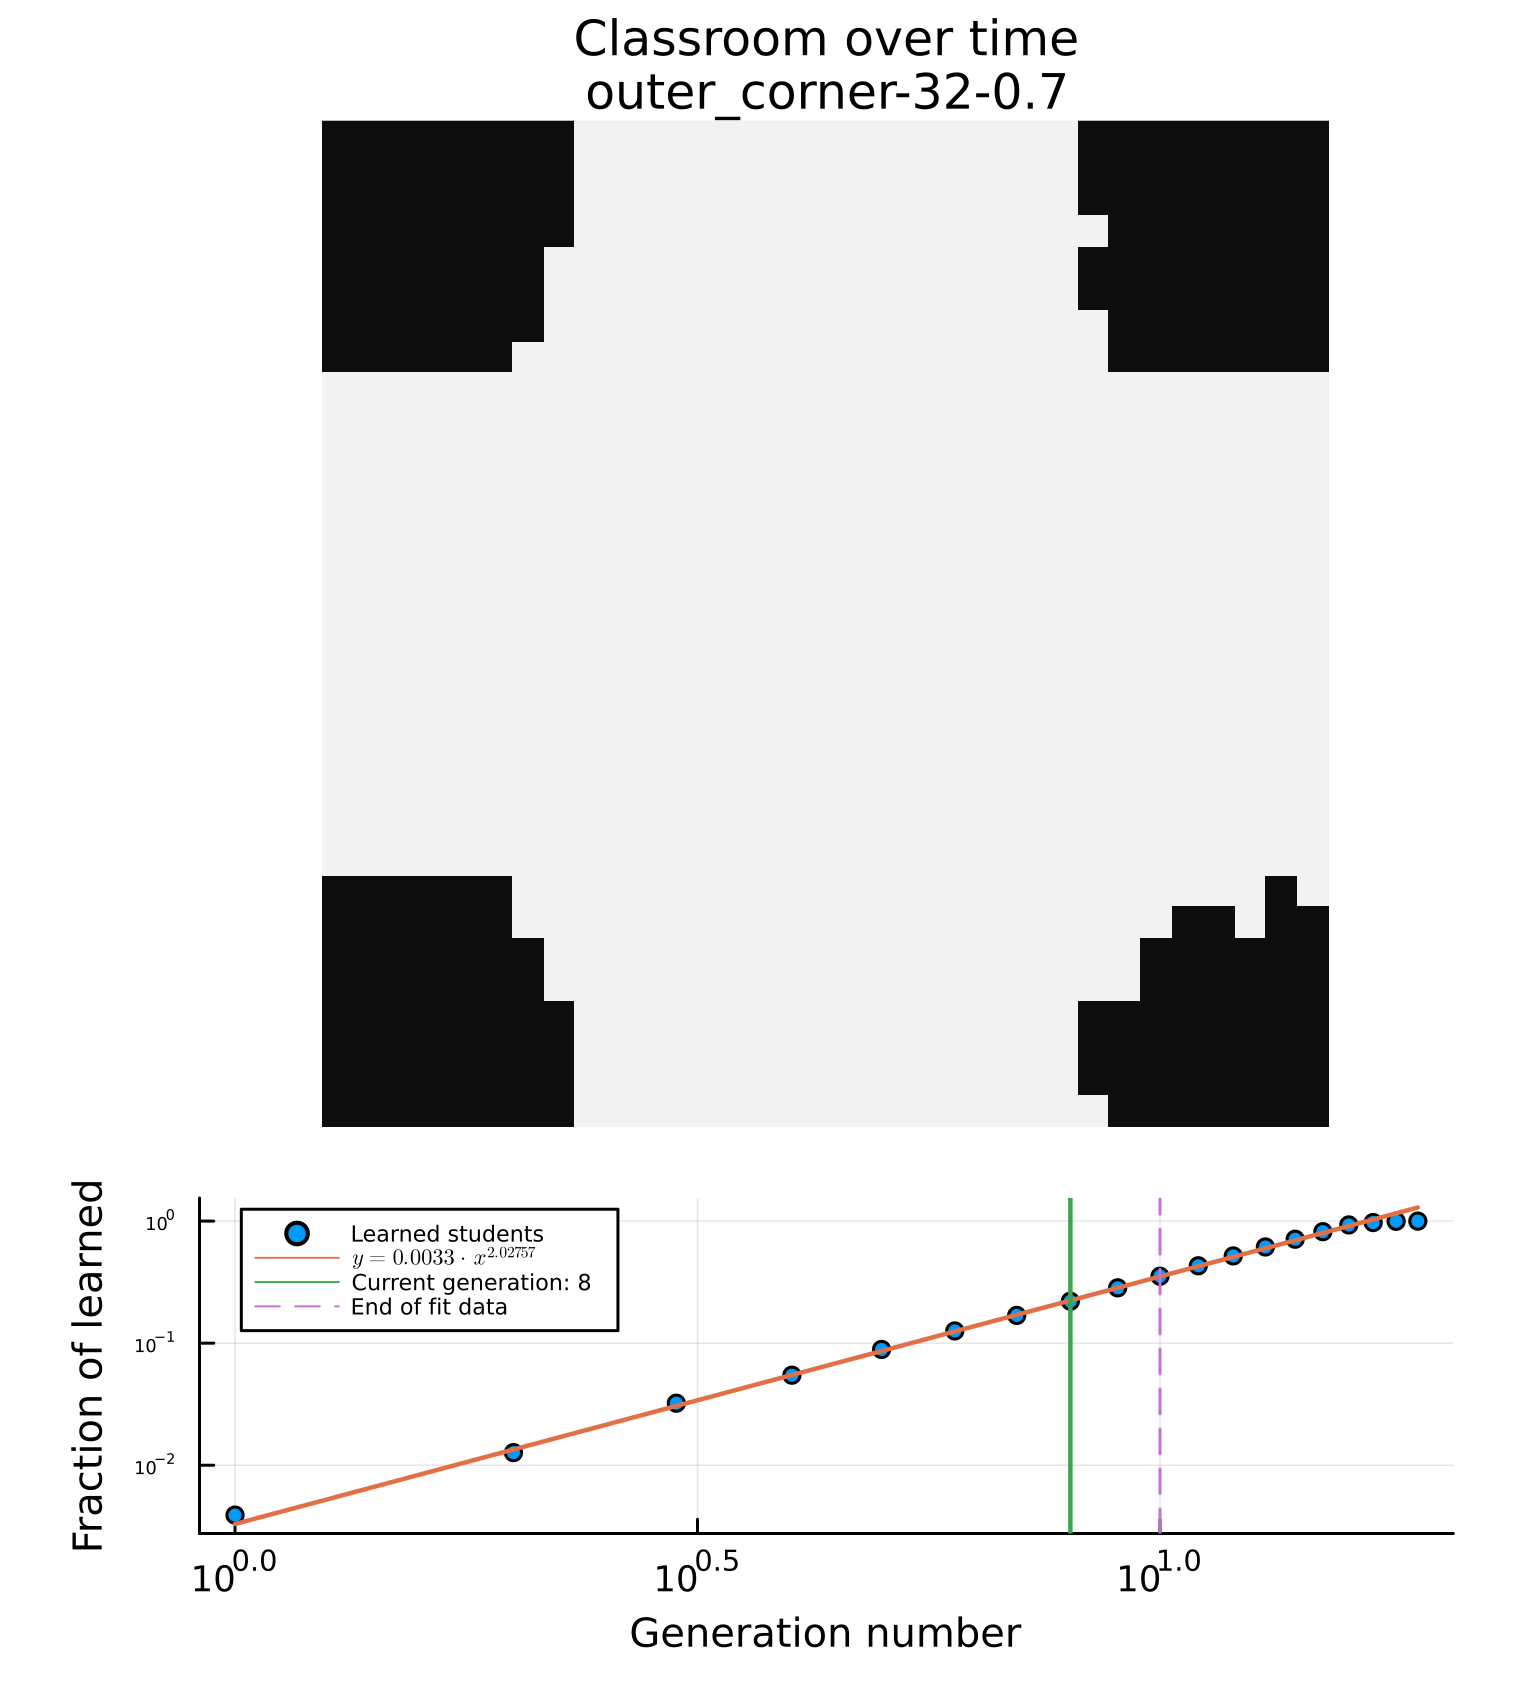 Classroom over time
outer_corner-32-0.7
Fraction of learned
10⁰
10⁻¹
10⁻²
Learned students
y = 0.0033 · x^2.02757
Current generation: 8
End of fit data
10^0.0
10^0.5
10^1.0
Generation number